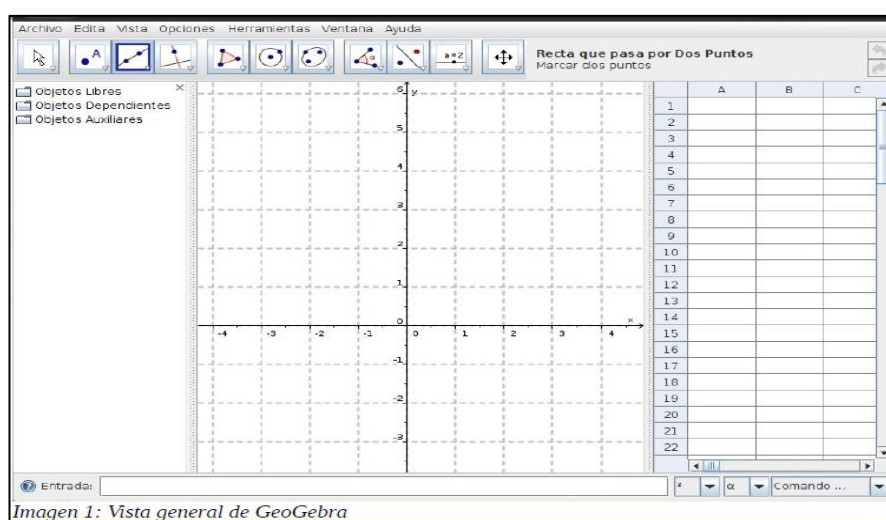 Archivo Edita Vista Opciones Herramientas Ventana Ayuda
A
α
a=2
Recta que pasa por Dos Puntos
Marcar dos puntos
Objetos Libres
Objetos Dependientes
Objetos Auxiliares
6 y
5
4
3
2
1
0
x
-4 -3 -2 -1 0 1 2 3 4
-1
-2
-3
A B C
1
2
3
4
5
6
7
8
9
10
11
12
13
14
15
16
17
18
19
20
21
22
Entrada:
² α Comando ...
Imagen 1: Vista general de GeoGebra